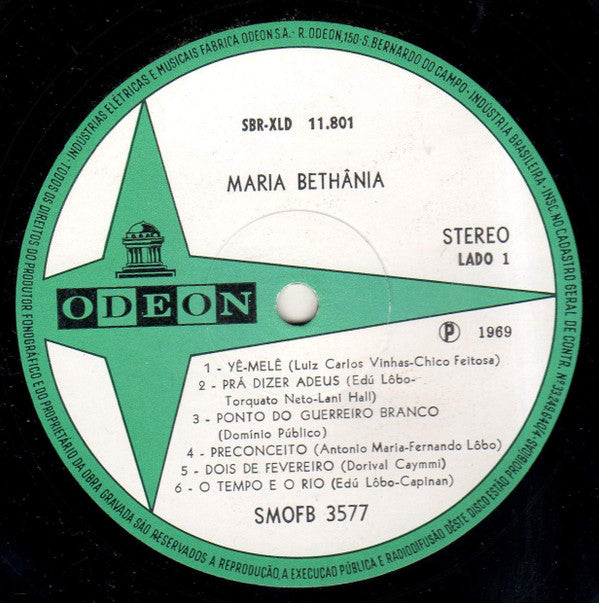 TODOS OS DIREITOS DO PRODUTOR FONOGRÁFICO E DO PROPRIETÁRIO DA OBRA GRAVADA SÃO RESERVADOS A REPRODUÇÃO, A EXECUÇÃO PÚBLICA E RADIODIFUSÃO DÊSTE DISCO ESTÃO PROIBIDAS·
INDÚSTRIAS ELÉTRICAS E MUSICAIS FÁBRICA ODEON S.A.· R. ODEON, 150-S. BERNARDO DO CAMPO· INDÚSTRIA BRASILEIRA· INSC. NO CADASTRO GERAL DE CONTR.
SBR-XLD 11.801
MARIA BETHÂNIA
STEREO
LADO 1
ODEON
Ⓟ 1969
1 - YÊ-MELÊ (Luiz Carlos Vinhas-Chico Feitosa)
2 - PRÁ DIZER ADEUS (Edú Lôbo-
Torquato Neto-Lani Hall)
3 - PONTO DO GUERREIRO BRANCO
(Domínio Público)
4 - PRECONCEITO (Antonio Maria-Fernando Lôbo)
5 - DOIS DE FEVEREIRO (Dorival Caymmi)
6 - O TEMPO E O RIO (Edú Lôbo-Capinan)
SMOFB 3577